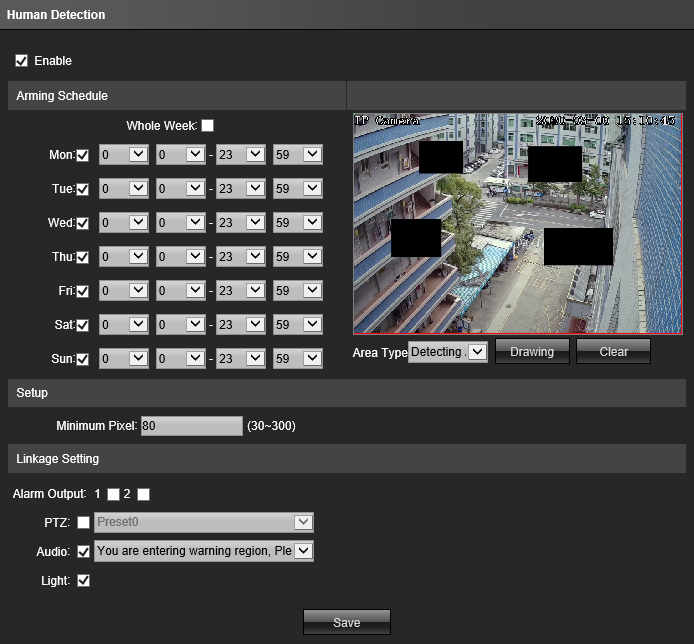 Human Detection
Enable
Arming Schedule
Whole Week:
IP Camera 15:10:45
Mon: 0 0 - 23 59
Tue: 0 0 - 23 59
Wed: 0 0 - 23 59
Thu: 0 0 - 23 59
Fri: 0 0 - 23 59
Sat: 0 0 - 23 59
Sun: 0 0 - 23 59
Area Type Detecting . Drawing Clear
Setup
Minimum Pixel: 80 (30~300)
Linkage Setting
Alarm Output: 1 2
PTZ: Preset0
Audio: You are entering warning region, Ple
Light:
Save